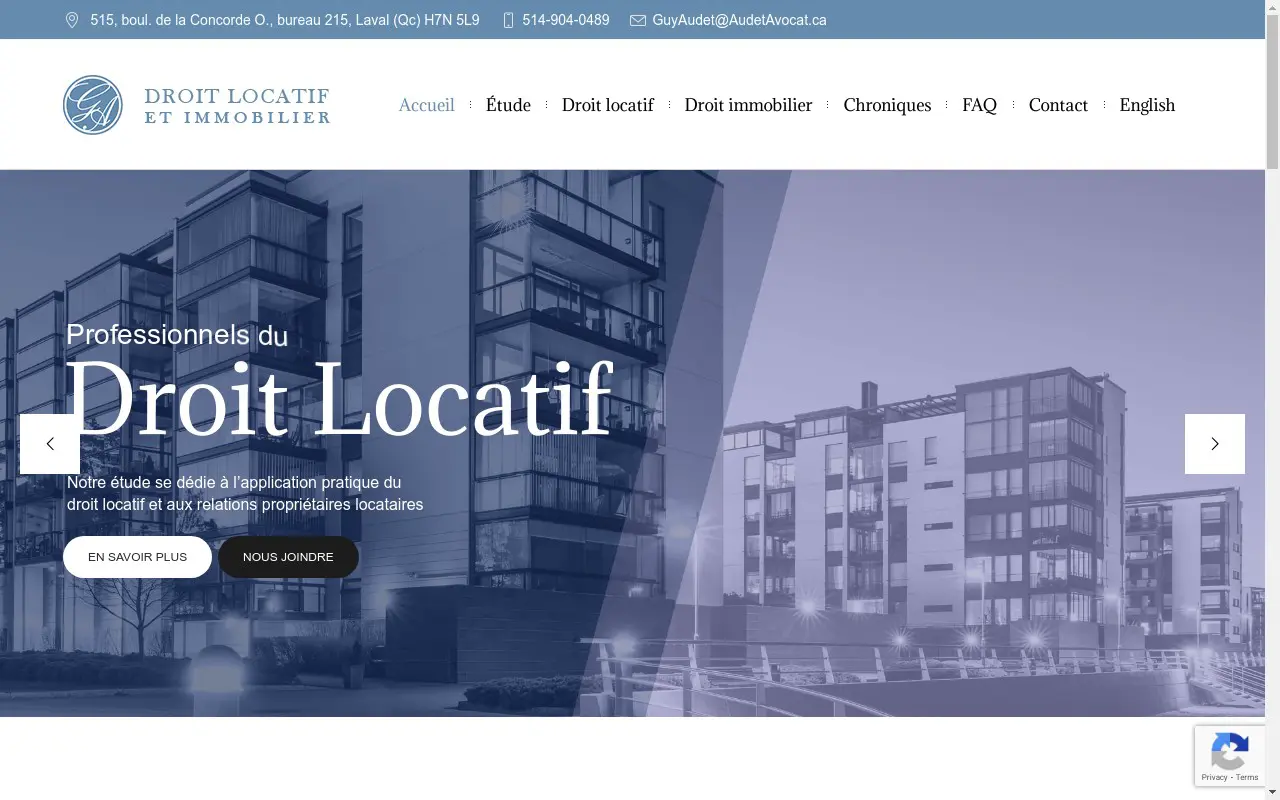 515, boul. de la Concorde O., bureau 215, Laval (Qc) H7N 5L9 514-904-0489 GuyAudet@AudetAvocat.ca
GA
DROIT LOCATIF
ET IMMOBILIER
Accueil Étude Droit locatif Droit immobilier Chroniques FAQ Contact English
Professionnels du
Droit Locatif
Notre étude se dédie à l’application pratique du
droit locatif et aux relations propriétaires locataires
EN SAVOIR PLUS NOUS JOINDRE
Privacy - Terms